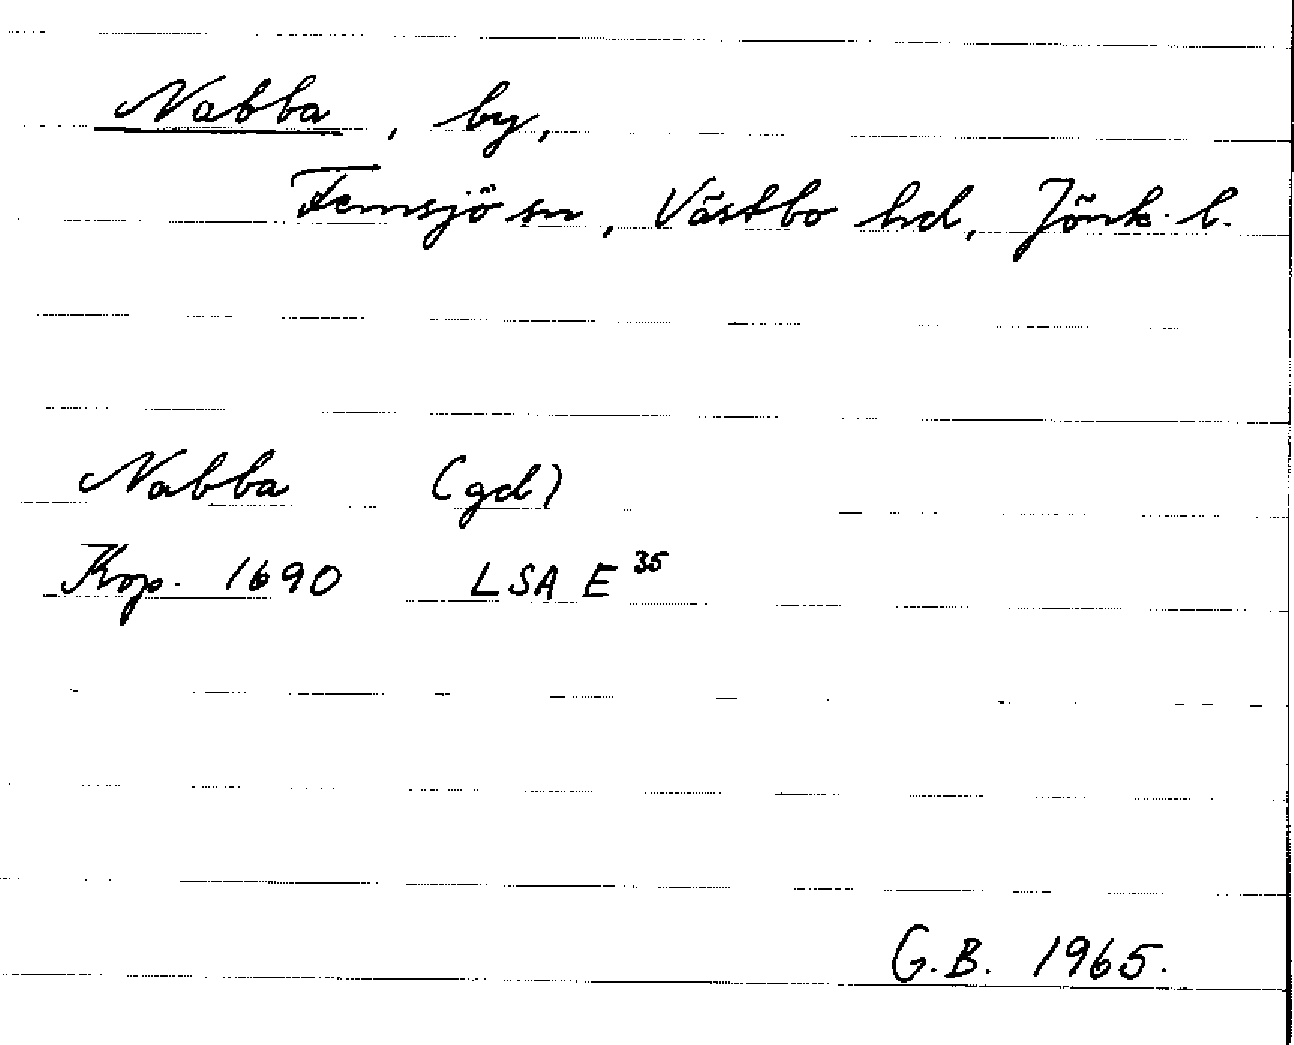 Nabba, by,
Femsjö sn, Västbo hd, Jönk. l.
Nabba (gd)
Kop. 1690 LSA E³⁵
G.B. 1965.